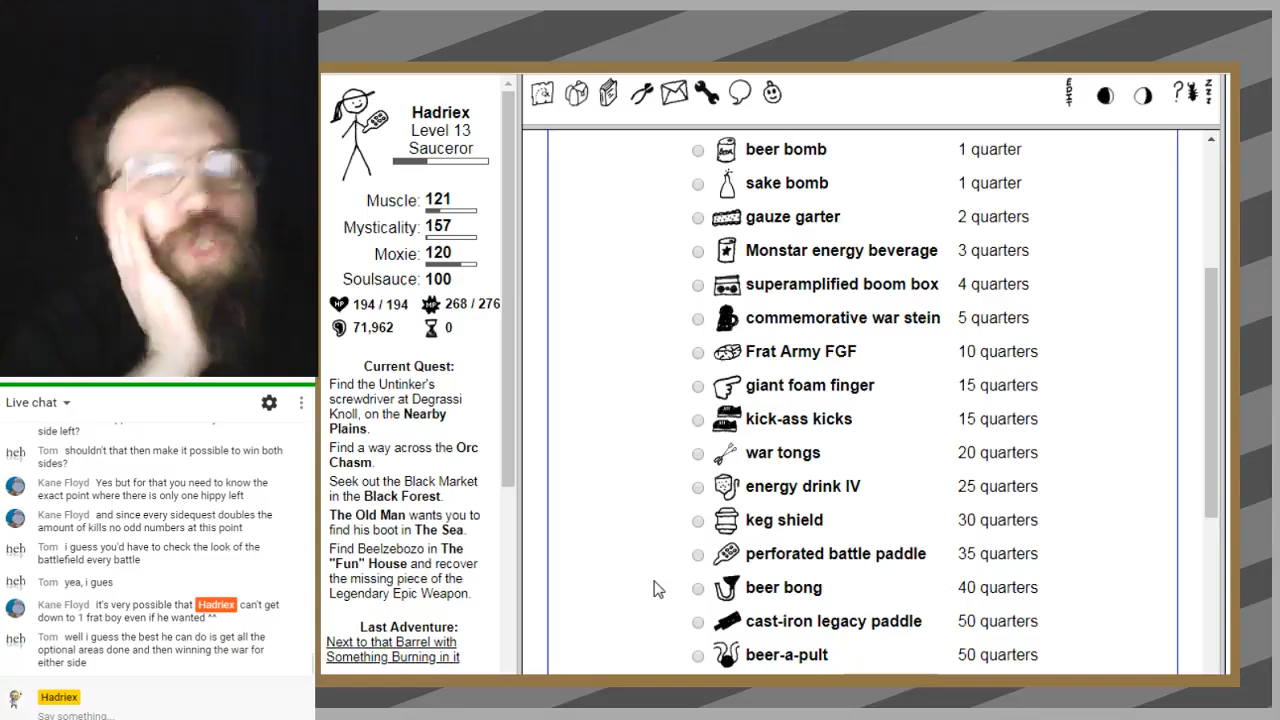 Hadriex
Level 13
Sauceror
Muscle: 121
Mysticality: 157
Moxie: 120
Soulsauce: 100
HP 194 / 194 MP 268 / 276
71,962 0
Current Quest:
Find the Untinker's
screwdriver at Degrassi
Knoll, on the Nearby
Plains.
Find a way across the Orc
Chasm.
Seek out the Black Market
in the Black Forest.
The Old Man wants you to
find his boot in The Sea.
Find Beelzebozo in The
"Fun" House and recover
the missing piece of the
Legendary Epic Weapon.
Last Adventure:
Next to that Barrel with
Something Burning in it
beer bomb 1 quarter
sake bomb 1 quarter
gauze garter 2 quarters
Monstar energy beverage 3 quarters
superamplified boom box 4 quarters
commemorative war stein 5 quarters
Frat Army FGF 10 quarters
giant foam finger 15 quarters
kick-ass kicks 15 quarters
war tongs 20 quarters
energy drink IV 25 quarters
keg shield 30 quarters
perforated battle paddle 35 quarters
beer bong 40 quarters
cast-iron legacy paddle 50 quarters
beer-a-pult 50 quarters
Live chat
side left?
heh Tom shouldn't that then make it possible to win both
sides?
Kane Floyd Yes but for that you need to know the
exact point where there is only one hippy left
Kane Floyd and since every sidequest doubles the
amount of kills no odd numbers at this point
heh Tom i guess you'd have to check the look of the
battlefield every battle
heh Tom yea, i gues
Kane Floyd it's very possible that Hadriex can't get
down to 1 frat boy even if he wanted ^^
heh Tom well i guess the best he can do is get all the
optional areas done and then winning the war for
either side
Hadriex
Say something...